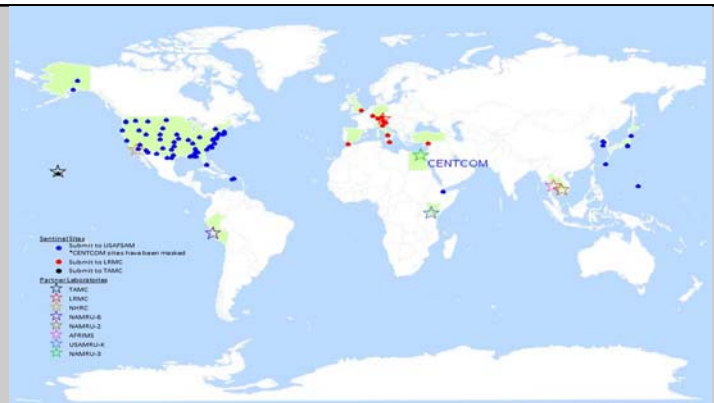 CENTCOM
Sentinel Sites
Submit to USAFSAM
*CENTCOM sites have been masked
Submit to LRMC
Submit to TAMC
Partner Laboratories
TAMC
LRMC
NHRC
NAMRU-6
NAMRU-2
AFRIMS
USAMRU-K
NAMRU-3